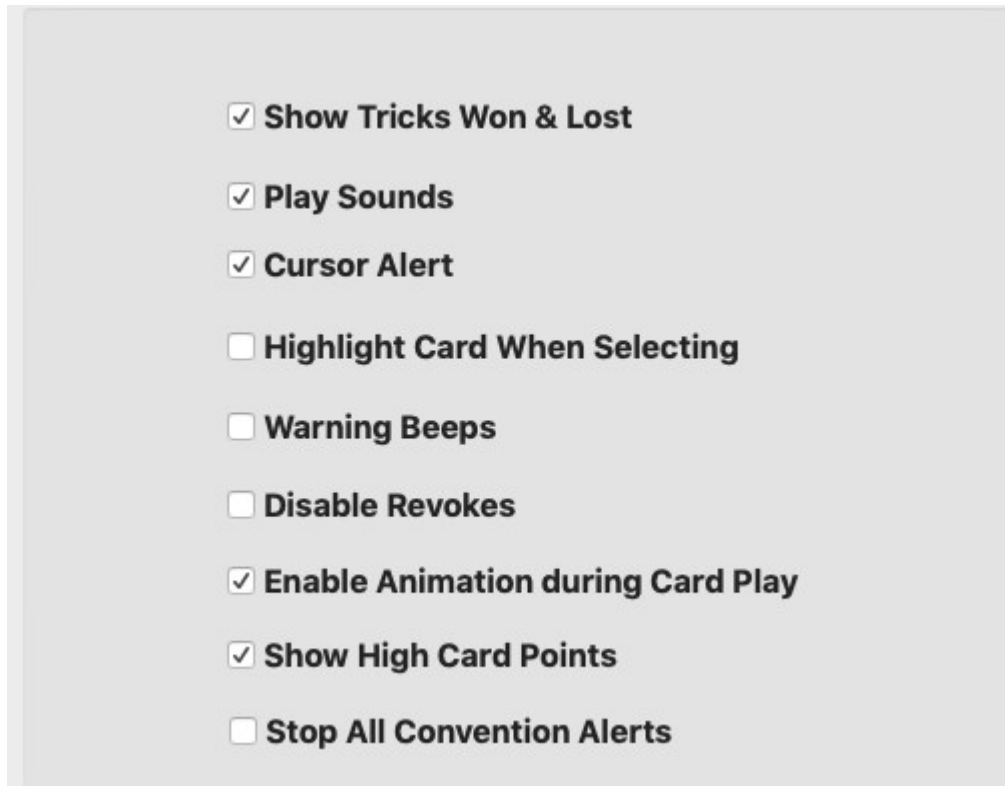 Show Tricks Won & Lost
Play Sounds
Cursor Alert
Highlight Card When Selecting
Warning Beeps
Disable Revokes
Enable Animation during Card Play
Show High Card Points
Stop All Convention Alerts